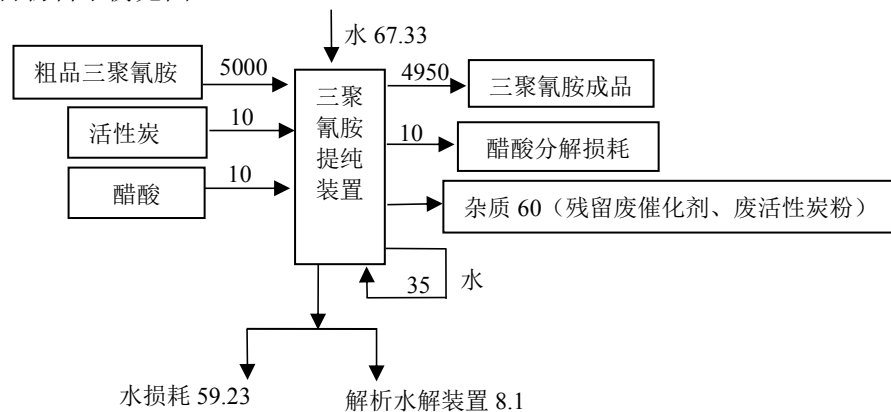 水 67.33
粗品三聚氰胺
5000
4950
三聚氰胺成品
三聚
氰胺
提纯
装置
活性炭
10
10
醋酸分解损耗
醋酸
10
杂质 60（残留废催化剂、废活性炭粉）
35
水
水损耗 59.23
解析水解装置 8.1